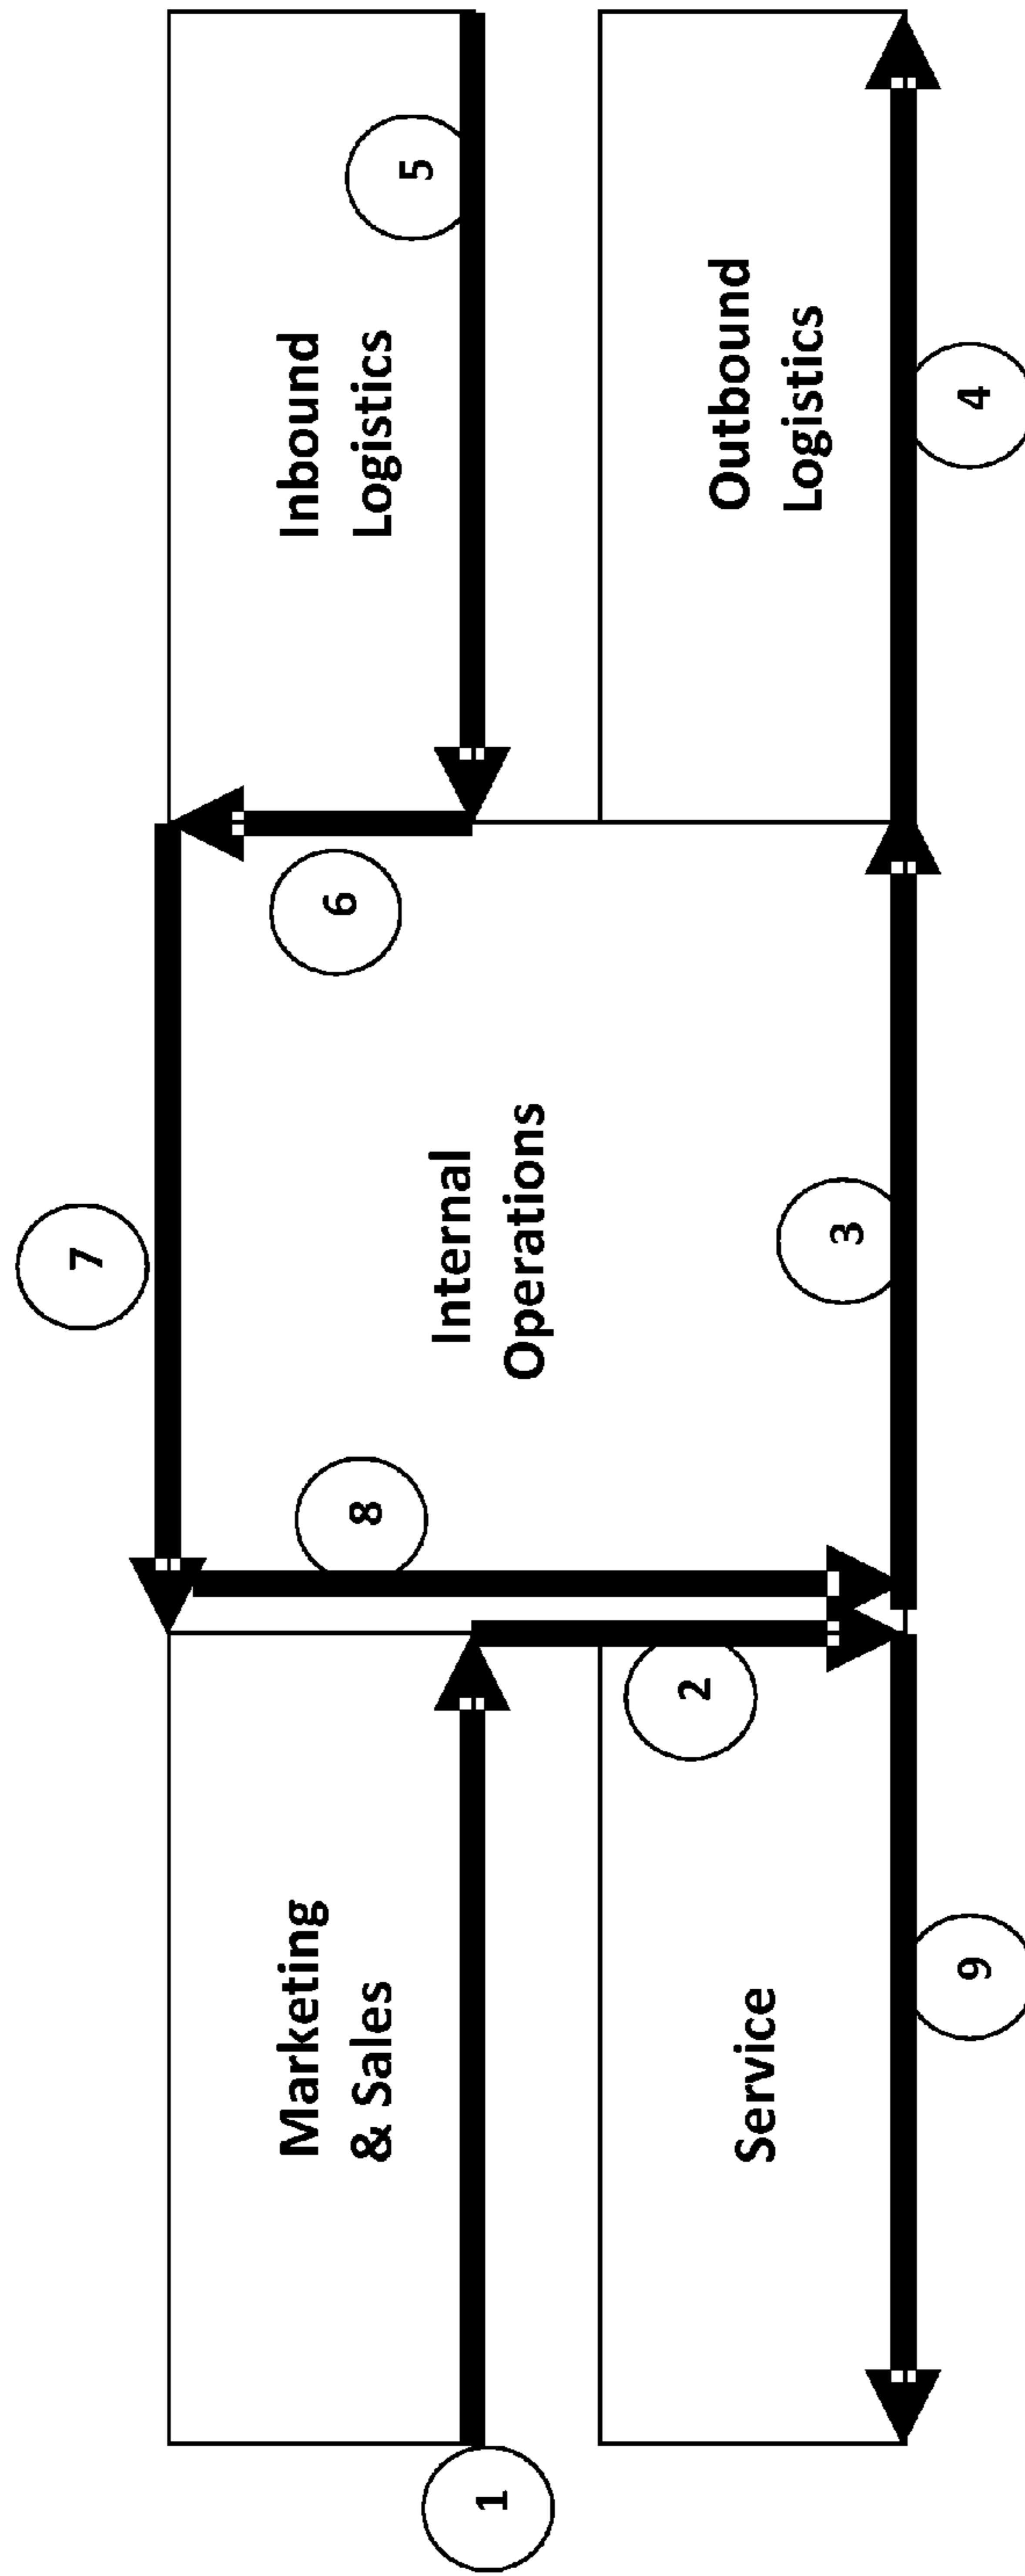 7
Marketing
& Sales
Inbound
Logistics
8
6
5
1
Internal
Operations
2
Service
Outbound
Logistics
3
9
4